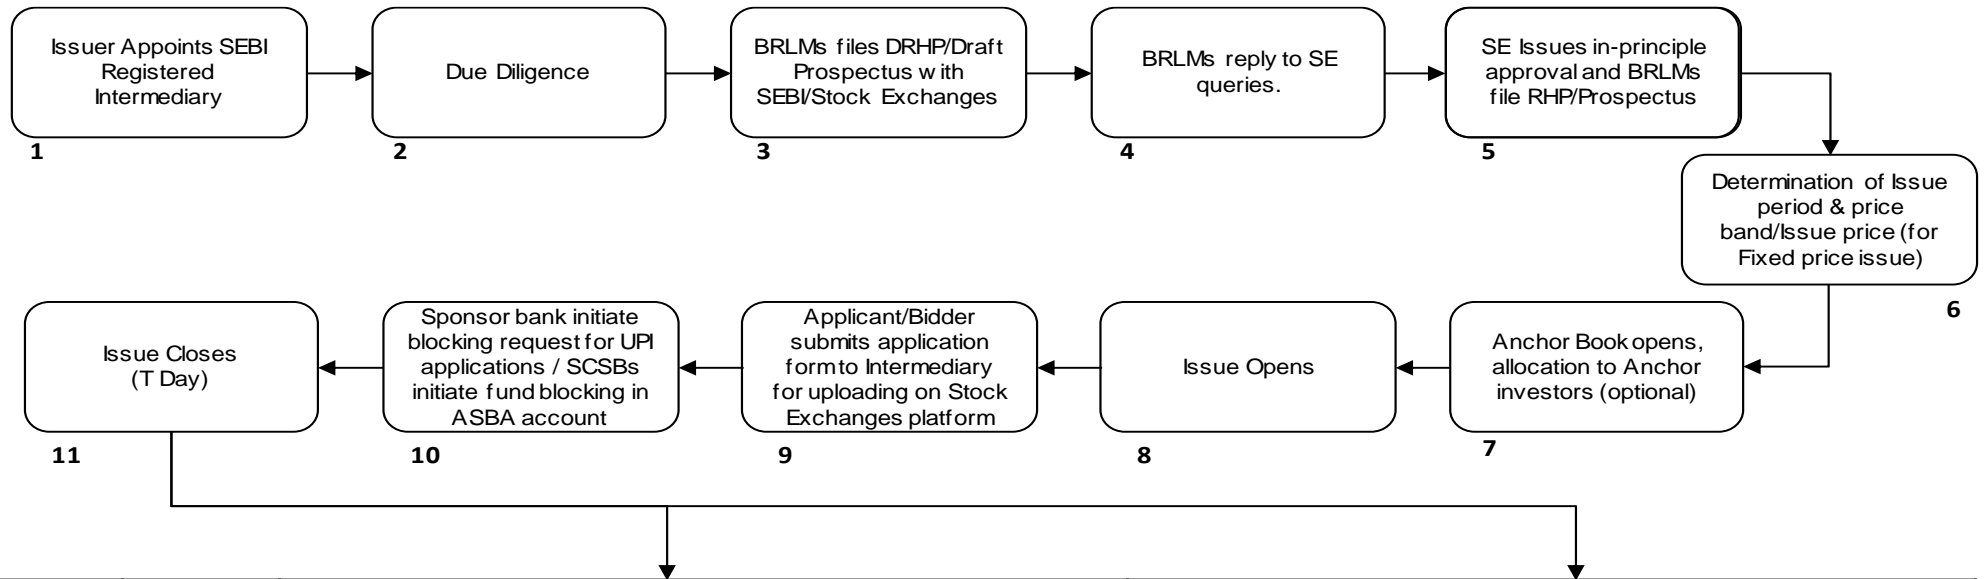 Issuer Appoints SEBI
Registered
Intermediary
1
Due Diligence
2
BRLMs files DRHP/Draft
Prospectus with
SEBI/Stock Exchanges
3
BRLMs reply to SE
queries.
4
SE Issues in-principle
approval and BRLMs
file RHP/Prospectus
5
Determination of Issue
period & price
band/Issue price (for
Fixed price issue)
6
Anchor Book opens,
allocation to Anchor
investors (optional)
7
Issue Opens
8
Applicant/Bidder
submits application
form to Intermediary
for uploading on Stock
Exchanges platform
9
Sponsor bank initiate
blocking request for UPI
applications / SCSBs
initiate fund blocking in
ASBA account
10
Issue Closes
(T Day)
11